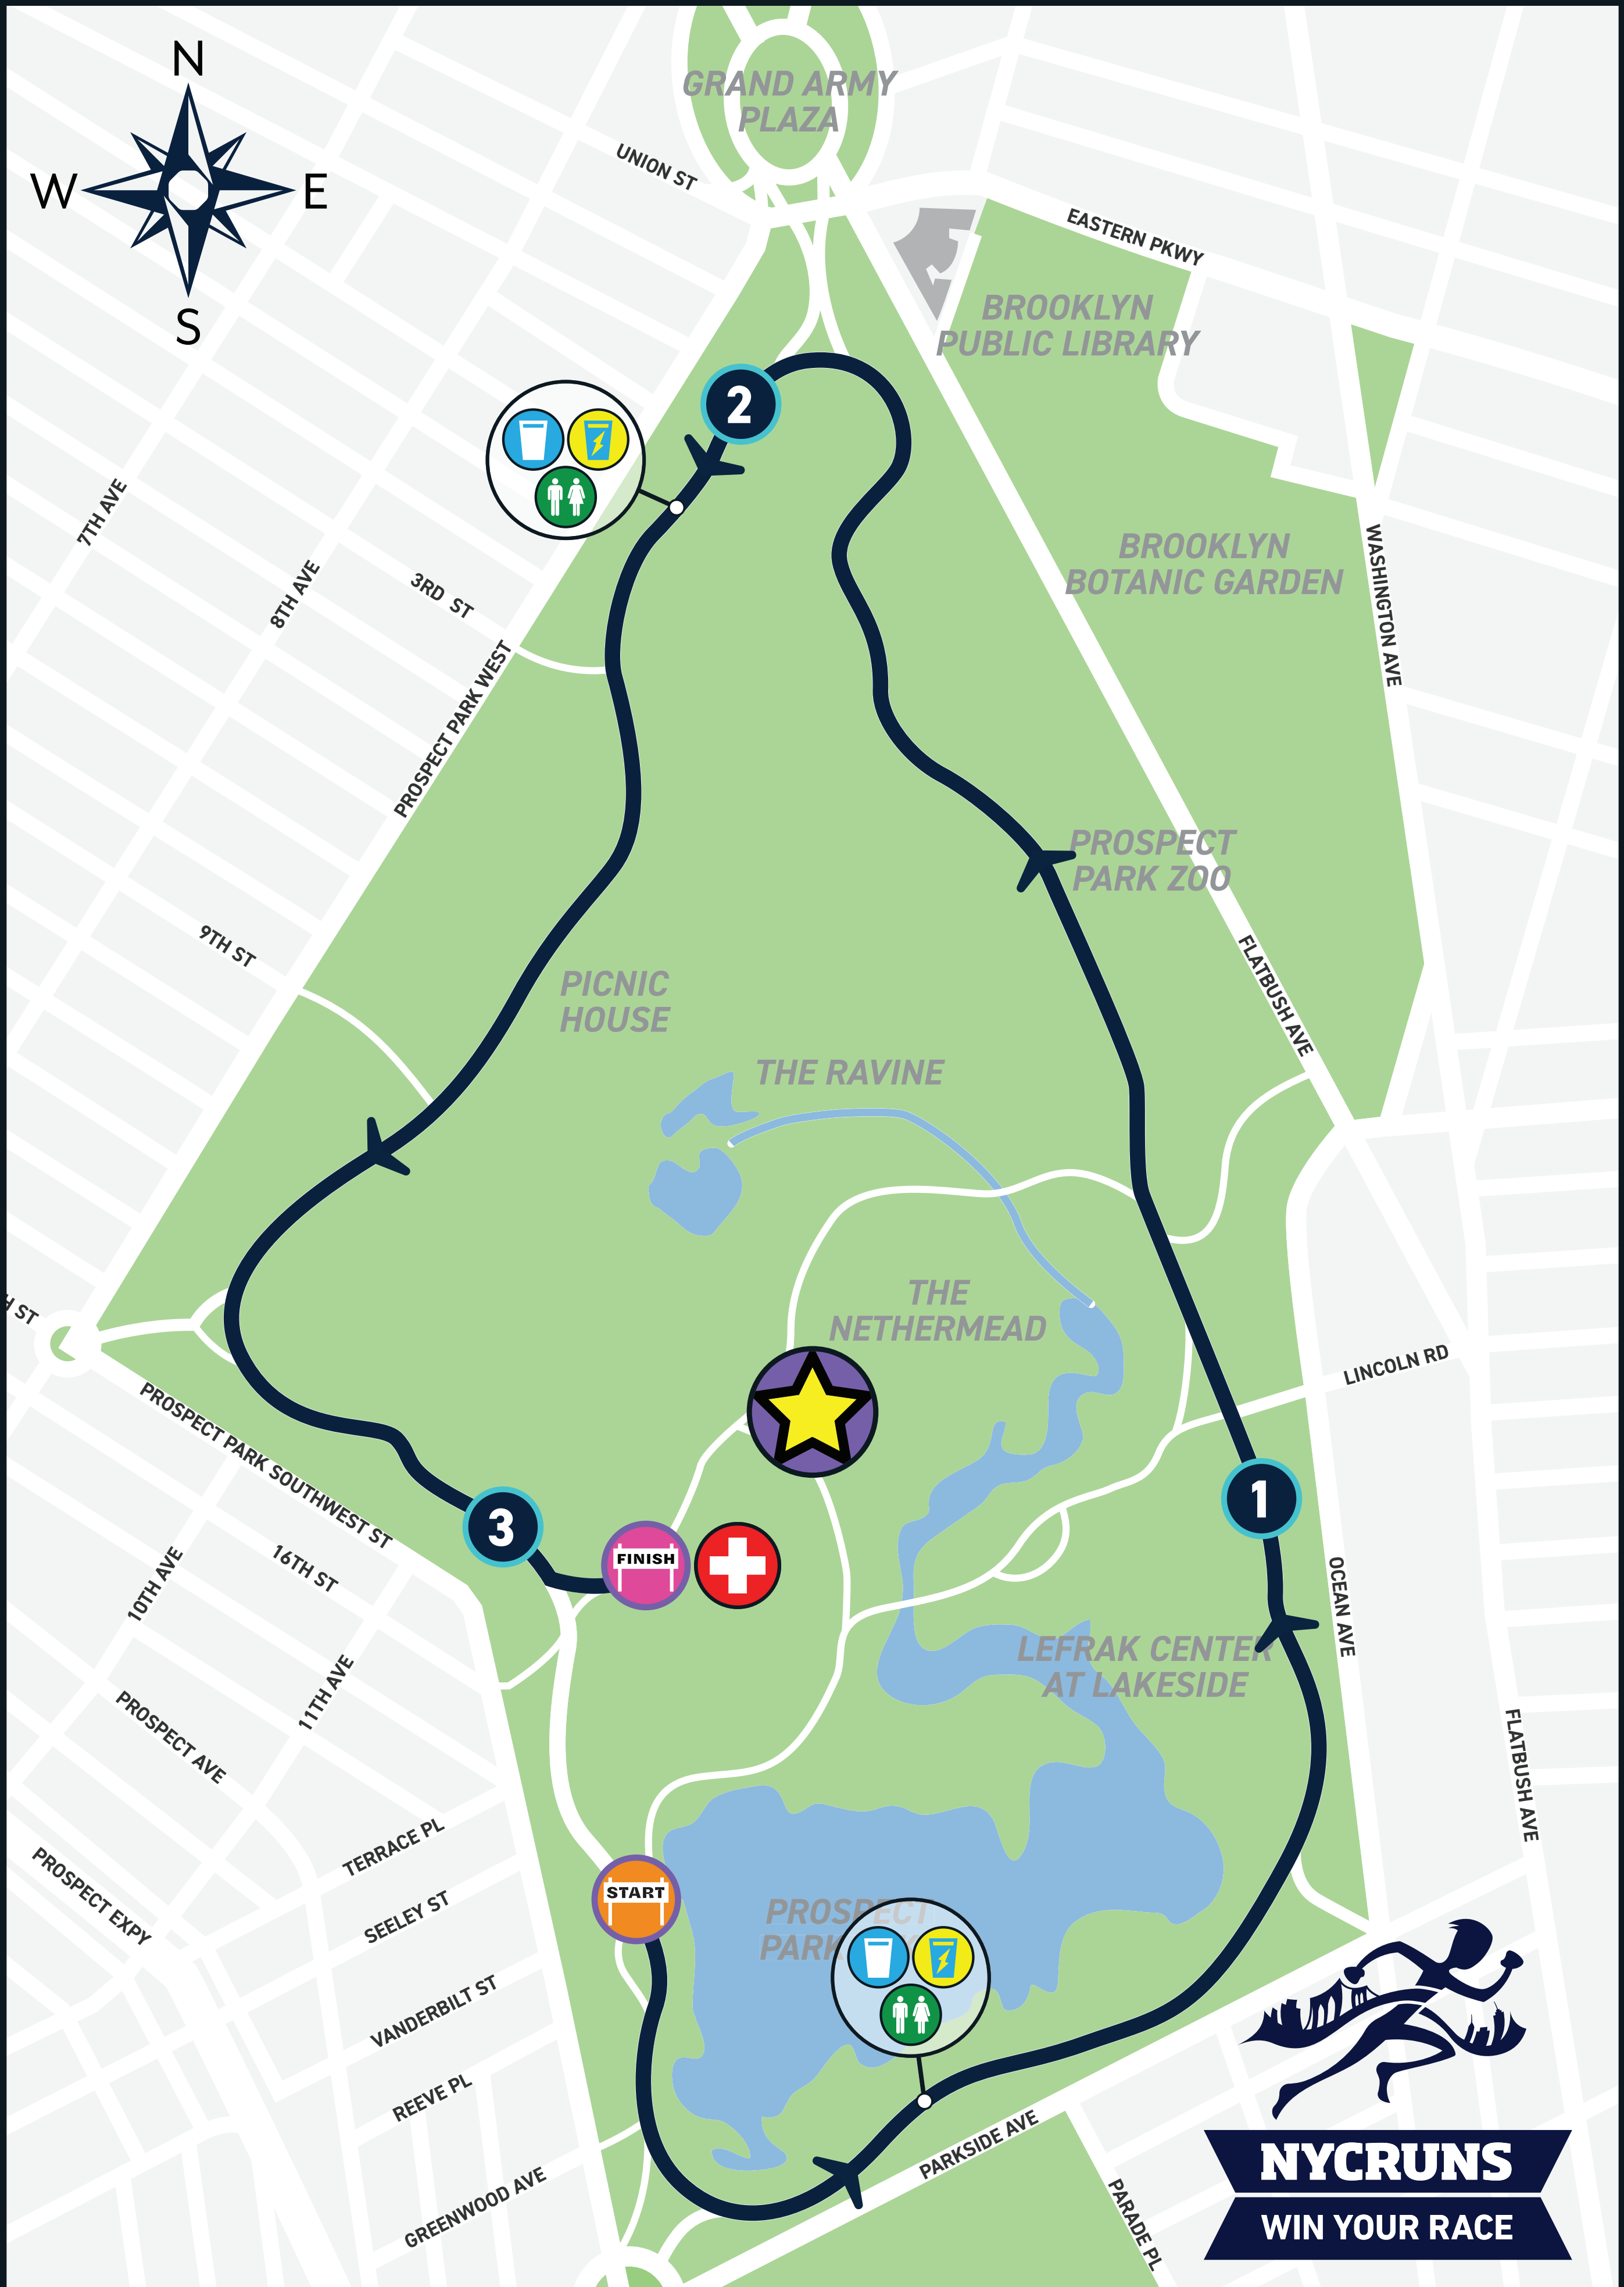 N
W
E
S
GRAND ARMY
PLAZA
UNION ST
EASTERN PKWY
BROOKLYN
PUBLIC LIBRARY
2
7TH AVE
8TH AVE
3RD ST
PROSPECT PARK WEST
BROOKLYN
BOTANIC GARDEN
WASHINGTON AVE
PROSPECT
PARK ZOO
9TH ST
PICNIC
HOUSE
FLATBUSH AVE
THE RAVINE
THE
NETHERMEAD
H ST
LINCOLN RD
PROSPECT PARK SOUTHWEST ST
1
3
FINISH
10TH AVE
16TH ST
OCEAN AVE
LEFRAK CENTER
AT LAKESIDE
11TH AVE
PROSPECT AVE
FLATBUSH AVE
TERRACE PL
PROSPECT EXPY
START
SEELEY ST
PROSPECT
PARK
VANDERBILT ST
REEVE PL
PARKSIDE AVE
GREENWOOD AVE
PARADE PL
NYCRUNS
WIN YOUR RACE